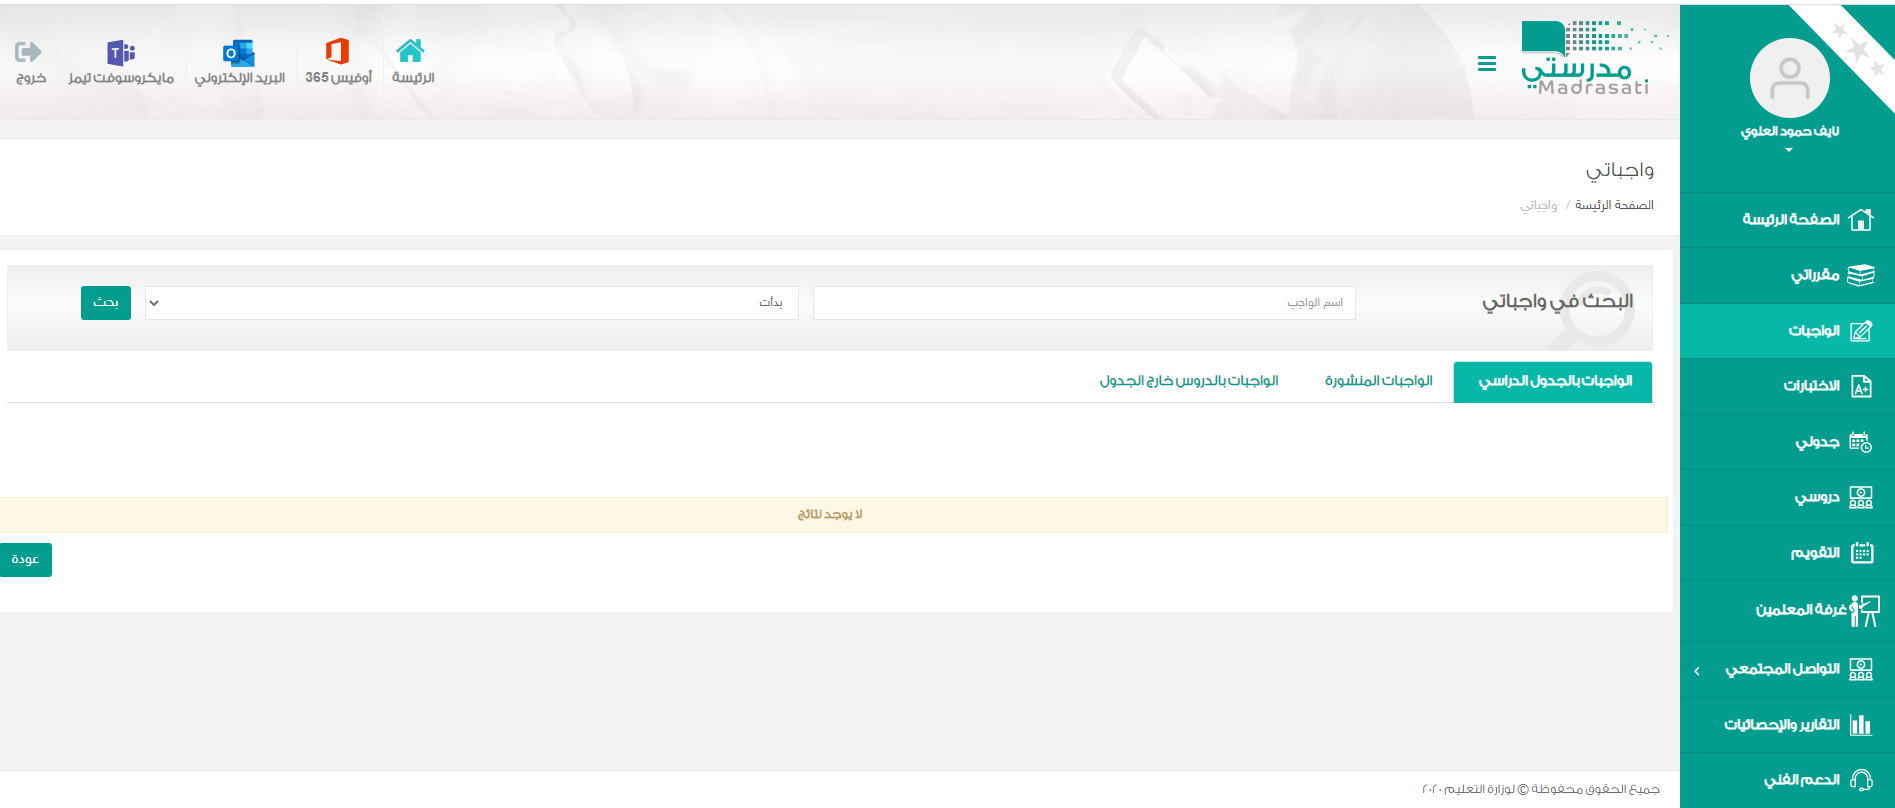 نايف حمود العلوي
الصفحة الرئيسة
مقرراتي
الواجبات
الاختبارات
جدولي
دروسي
التقويم
غرفة المعلمين
التواصل المجتمعي
التقارير والإحصائيات
الدعم الفني
مدرستي
Madrasati
الرئيسة
أوفيس 365
البريد الإلكتروني
مايكروسوفت تيمز
خروج
واجباتي
الصفحة الرئيسة / واجباتي
البحث في واجباتي
اسم الواجب
بدأت
بحث
الواجبات بالجدول الدراسي
الواجبات المنشورة
الواجبات بالدروس خارج الجدول
لا يوجد نتائج
عودة
جميع الحقوق محفوظة © لوزارة التعليم ٢٠٢٠